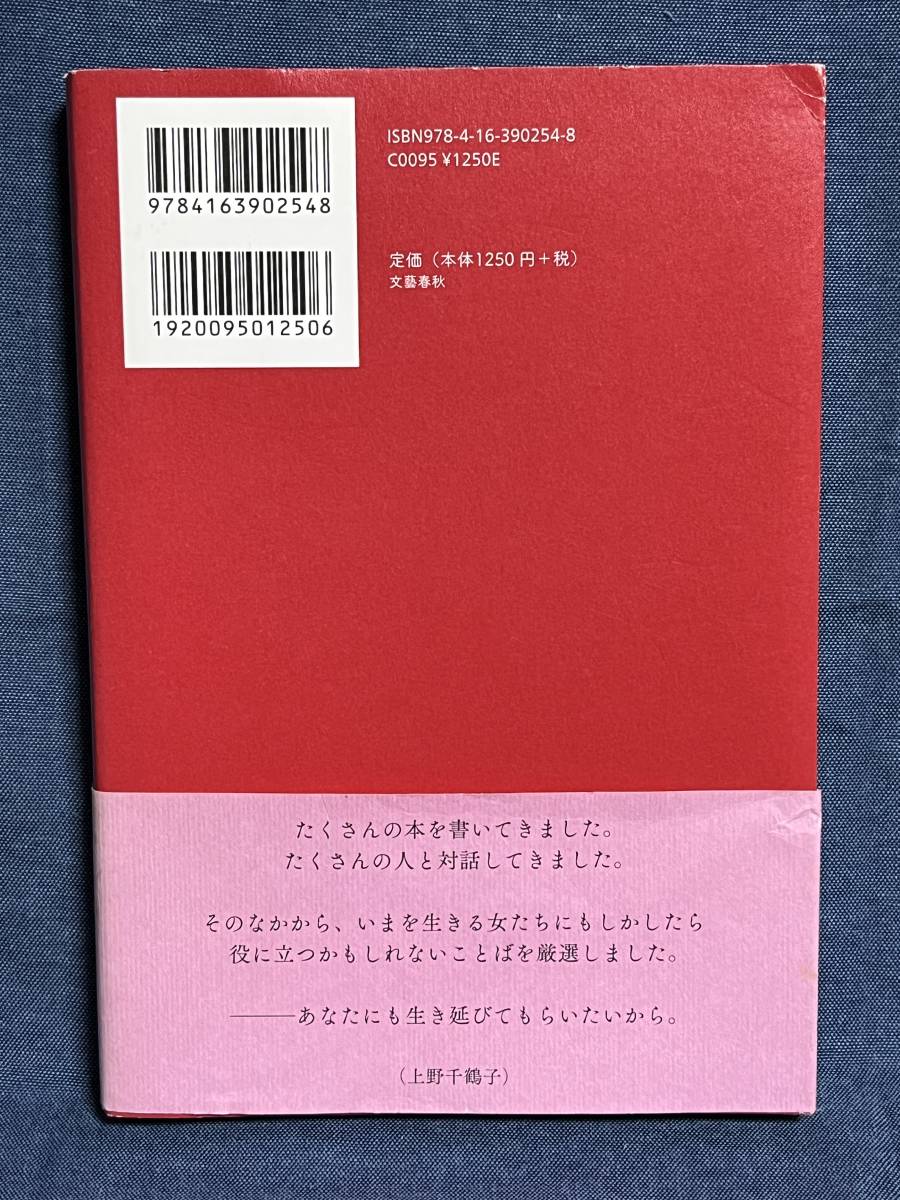 9784163902548
1920095012506
ISBN978-4-16-390254-8
C0095 ¥1250E
定価（本体1250円＋税）
文藝春秋
たくさんの本を書いてきました。
たくさんの人と対話してきました。
そのなかから、いまを生きる女たちにもしかしたら
役に立つかもしれないことばを厳選しました。
———あなたにも生き延びてもらいたいから。
（上野千鶴子）